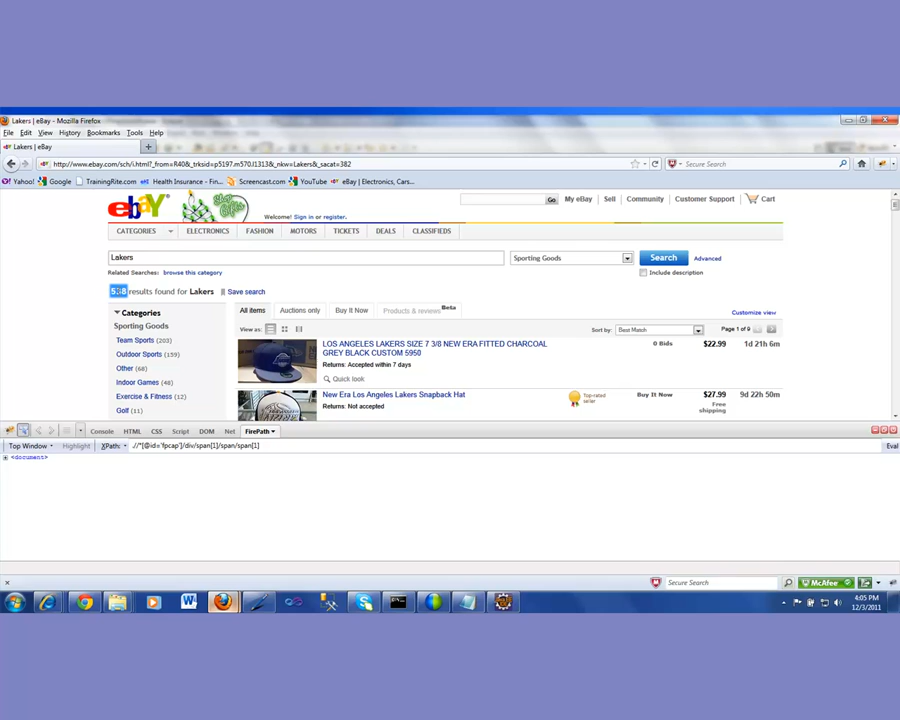 Lakers | eBay - Mozilla Firefox
File Edit View History Bookmarks Tools Help
Lakers | eBay
http://www.ebay.com/sch/i.html?_from=R40&_trksid=p5197.m570.l1313&_nkw=Lakers&_sacat=382 Secure Search
Yahoo! Google TrainingRite.com Health Insurance - Fin... Screencast.com YouTube eBay | Electronics, Cars...
ebay Welcome! Sign in or register. Go My eBay Sell Community Customer Support Cart
CATEGORIES ELECTRONICS FASHION MOTORS TICKETS DEALS CLASSIFIEDS
Lakers Sporting Goods Search Advanced
Related Searches: browse this category Include description
results found for Lakers | Save search
Categories All items Auctions only Buy It Now Products & reviews Beta Customize view
Sporting Goods View as: Sort by: Best Match Page 1 of 9
Team Sports (203)
Outdoor Sports (159)
Other (68)
Indoor Games (48)
Exercise & Fitness (12)
Golf (11)
LOS ANGELES LAKERS SIZE 7 3/8 NEW ERA FITTED CHARCOAL GREY BLACK CUSTOM 5950 0 Bids $22.99 1d 21h 6m
Returns: Accepted within 7 days
Quick look
New Era Los Angeles Lakers Snapback Hat Top-rated seller Buy It Now $27.99 9d 22h 50m
Returns: Not accepted Free shipping
Console HTML CSS Script DOM Net FirePath
Top Window Highlight XPath: .//*[@id='fpcap']/div/span[1]/span/span[1] Eval
<document>
x Secure Search McAfee
4:05 PM
12/3/2011